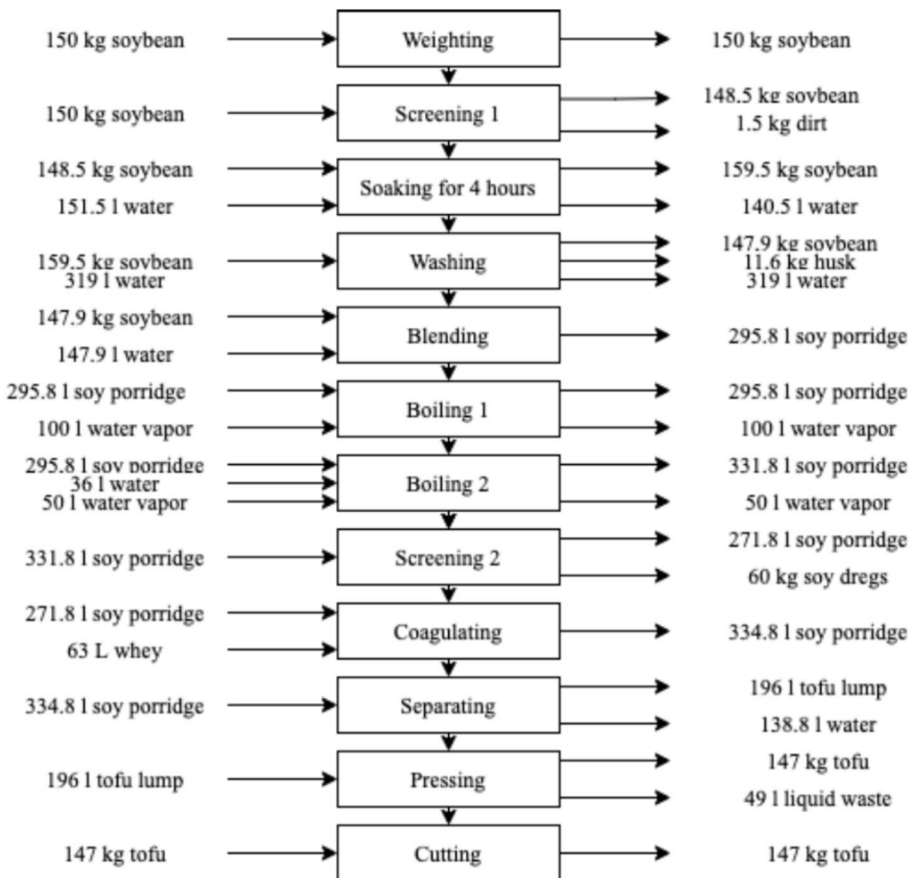 150 kg soybean
Weighting
150 kg soybean
150 kg soybean
Screening 1
148.5 kg soybean
1.5 kg dirt
148.5 kg soybean
151.5 l water
Soaking for 4 hours
159.5 kg soybean
140.5 l water
159.5 kg soybean
319 l water
Washing
147.9 kg soybean
11.6 kg husk
319 l water
147.9 kg soybean
147.9 l water
Blending
295.8 l soy porridge
295.8 l soy porridge
100 l water vapor
Boiling 1
295.8 l soy porridge
100 l water vapor
295.8 l soy porridge
36 l water
50 l water vapor
Boiling 2
331.8 l soy porridge
50 l water vapor
331.8 l soy porridge
Screening 2
271.8 l soy porridge
60 kg soy dregs
271.8 l soy porridge
63 L whey
Coagulating
334.8 l soy porridge
334.8 l soy porridge
Separating
196 l tofu lump
138.8 l water
196 l tofu lump
Pressing
147 kg tofu
49 l liquid waste
147 kg tofu
Cutting
147 kg tofu